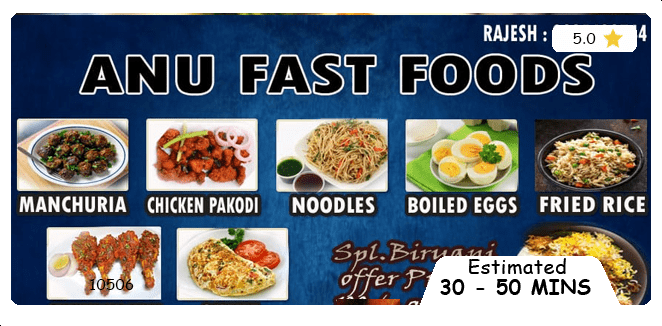 RAJESH :
5.0
ANU FAST FOODS
MANCHURIA CHICKEN PAKODI NOODLES BOILED EGGS FRIED RICE
10506
Spl.Biryani
offer
Estimated
30 - 50 MINS